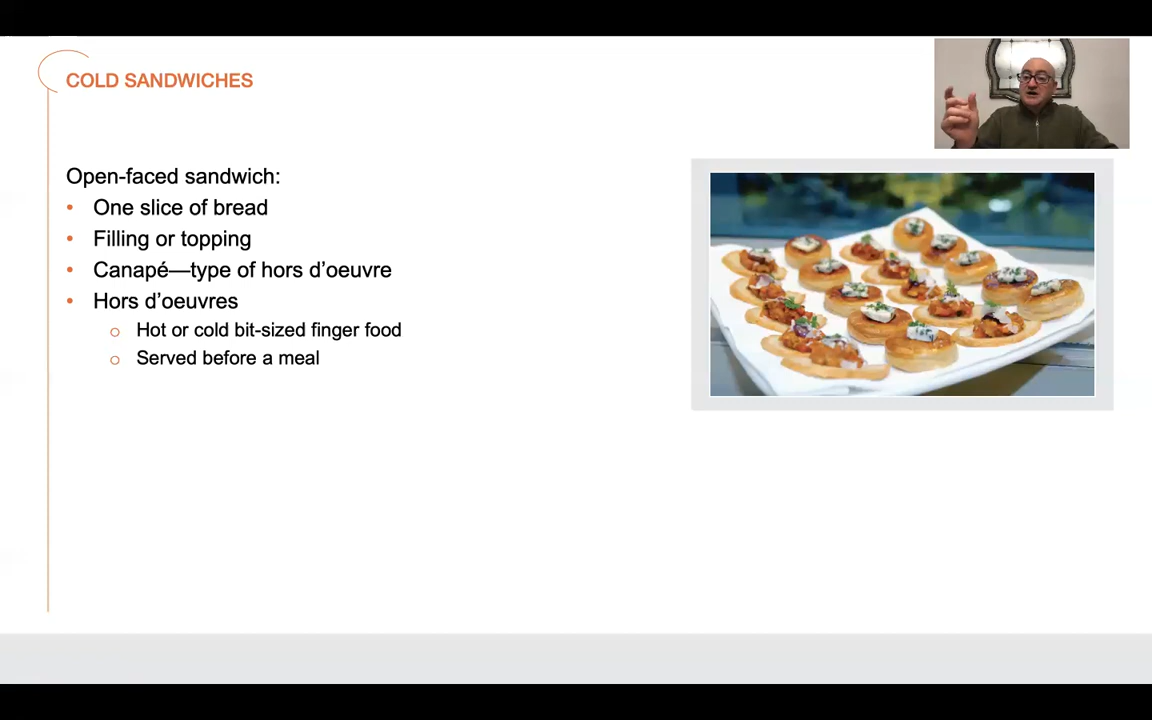 COLD SANDWICHES
Open-faced sandwich:
• One slice of bread
• Filling or topping
• Canapé—type of hors d’oeuvre
• Hors d’oeuvres
o Hot or cold bit-sized finger food
o Served before a meal